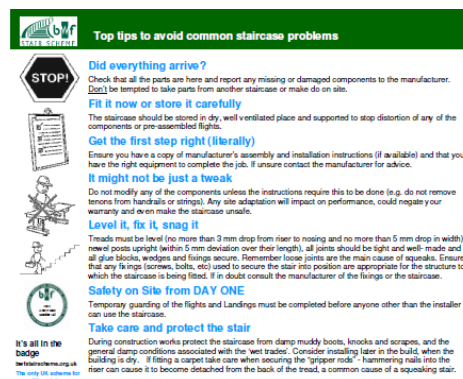 bwf
STAIR SCHEME
Top tips to avoid common staircase problems
STOP!
Did everything arrive?
Check that all the parts are here and report any missing or damaged components to the manufacturer.
Don't be tempted to take parts from another staircase or make do on site.
Fit it now or store it carefully
The staircase should be stored in dry, well ventilated place and supported to stop distortion of any of the
components or pre-assembled flights.
Get the first step right (literally)
Ensure you have a copy of manufacturer's assembly and installation instructions (if available) and that you
have the right equipment to complete the job. If unsure contact the manufacturer for advice.
It might not be just a tweak
Do not modify any of the components unless the instructions require this to be done (e.g. do not remove
tenons from handrails or strings). Any site adaptation will impact on performance, could negate your
warranty and even make the staircase unsafe.
Level it, fix it, snag it
Treads must be level (no more than 3 mm drop from riser to nosing and no more than 5 mm drop in width)
newel posts upright (within 5 mm deviation over their length), all joints should be tight and well- made and
all glue blocks, wedges and fixings secure. Remember loose joints are the main cause of squeaks. Ensure
that any fixings (screws, bolts, etc) used to secure the stair into position are appropriate for the structure to
which the staircase is being fitted. If in doubt consult the manufacturer of the fixings or the staircase.
Safety on Site from DAY ONE
Temporary guarding of the flights and Landings must be completed before anyone other than the installer
can use the staircase.
Take care and protect the stair
During construction works protect the staircase from damp muddy boots, knocks and scrapes, and the
general damp conditions associated with the 'wet trades'. Consider installing later in the build, when the
building is dry. If fitting a carpet take care when securing the "gripper rods" - hammering nails into the
riser can cause it to become detached from the back of the tread, a common cause of a squeaking stair.
bwf
It's all in the
badge
bwfstairscheme.org.uk
The only UK scheme for